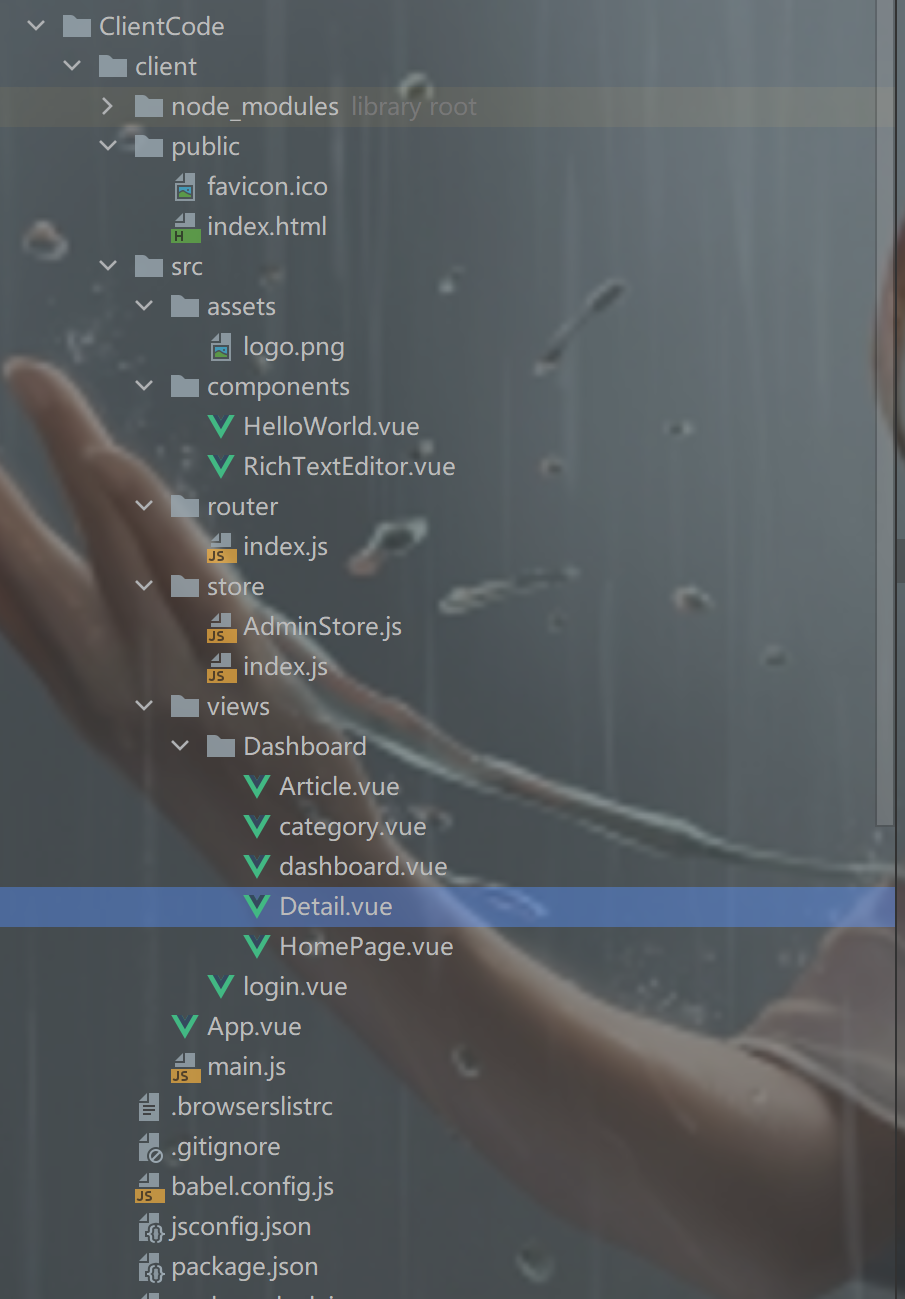 ClientCode
client
node_modules library root
public
favicon.ico
H index.html
src
assets
logo.png
components
HelloWorld.vue
RichTextEditor.vue
router
JS index.js
store
JS AdminStore.js
JS index.js
views
Dashboard
Article.vue
category.vue
dashboard.vue
Detail.vue
HomePage.vue
login.vue
App.vue
JS main.js
.browserslistrc
.gitignore
JS babel.config.js
jsconfig.json
package.json